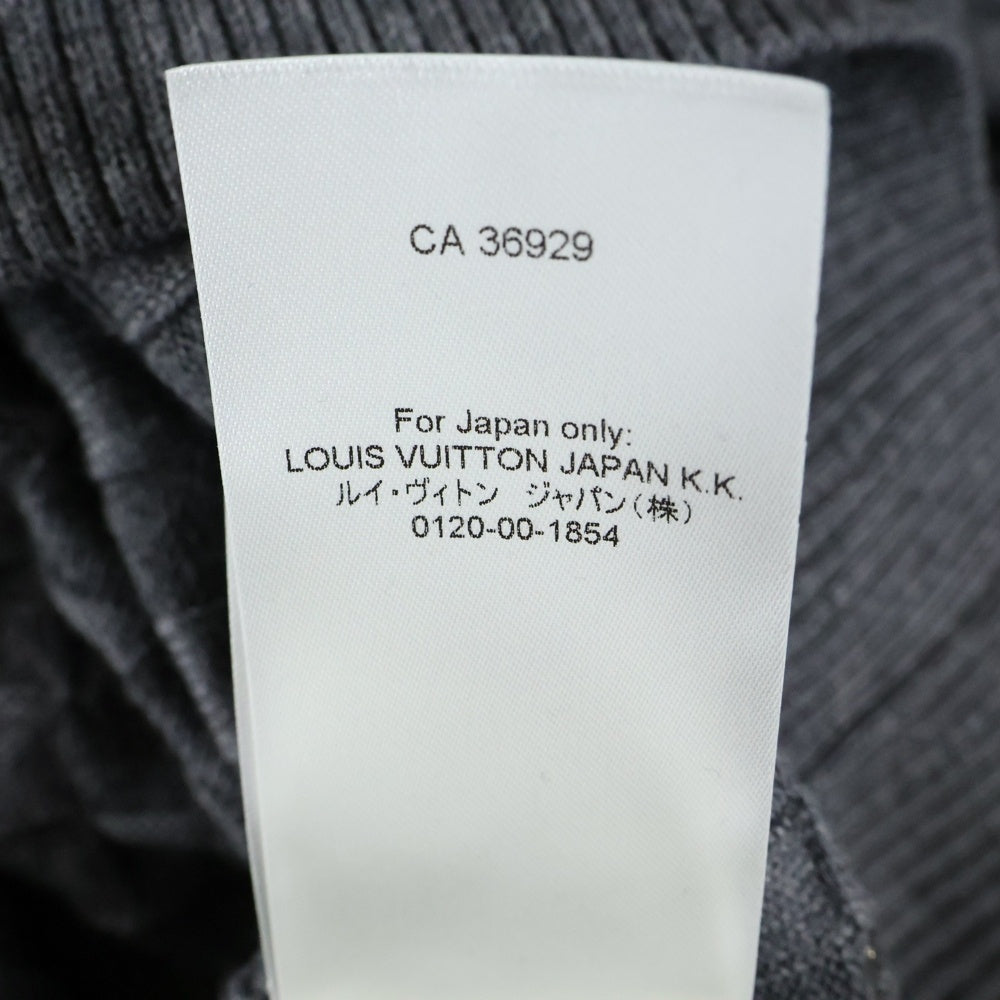 CA 36929
For Japan only:
LOUIS VUITTON JAPAN K.K.
ルイ・ヴィトン ジャパン(株)
0120-00-1854